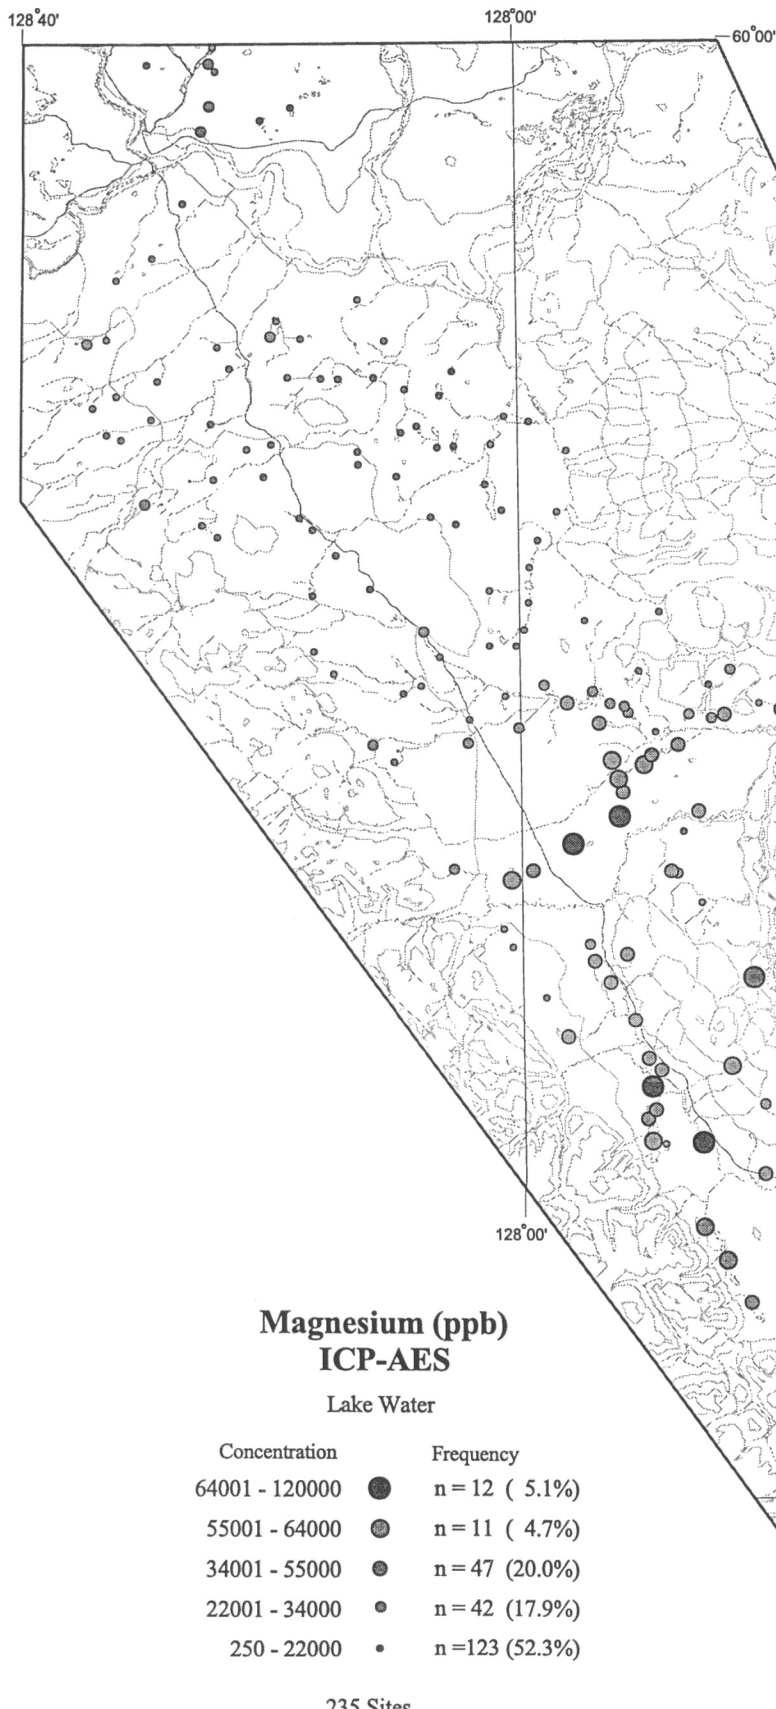 128°40'
128°00'
60°00'
128°00'
Magnesium (ppb)
ICP-AES
Lake Water
Concentration Frequency
64001 - 120000 n = 12 ( 5.1%)
55001 - 64000 n = 11 ( 4.7%)
34001 - 55000 n = 47 (20.0%)
22001 - 34000 n = 42 (17.9%)
250 - 22000 n =123 (52.3%)
235 Sites